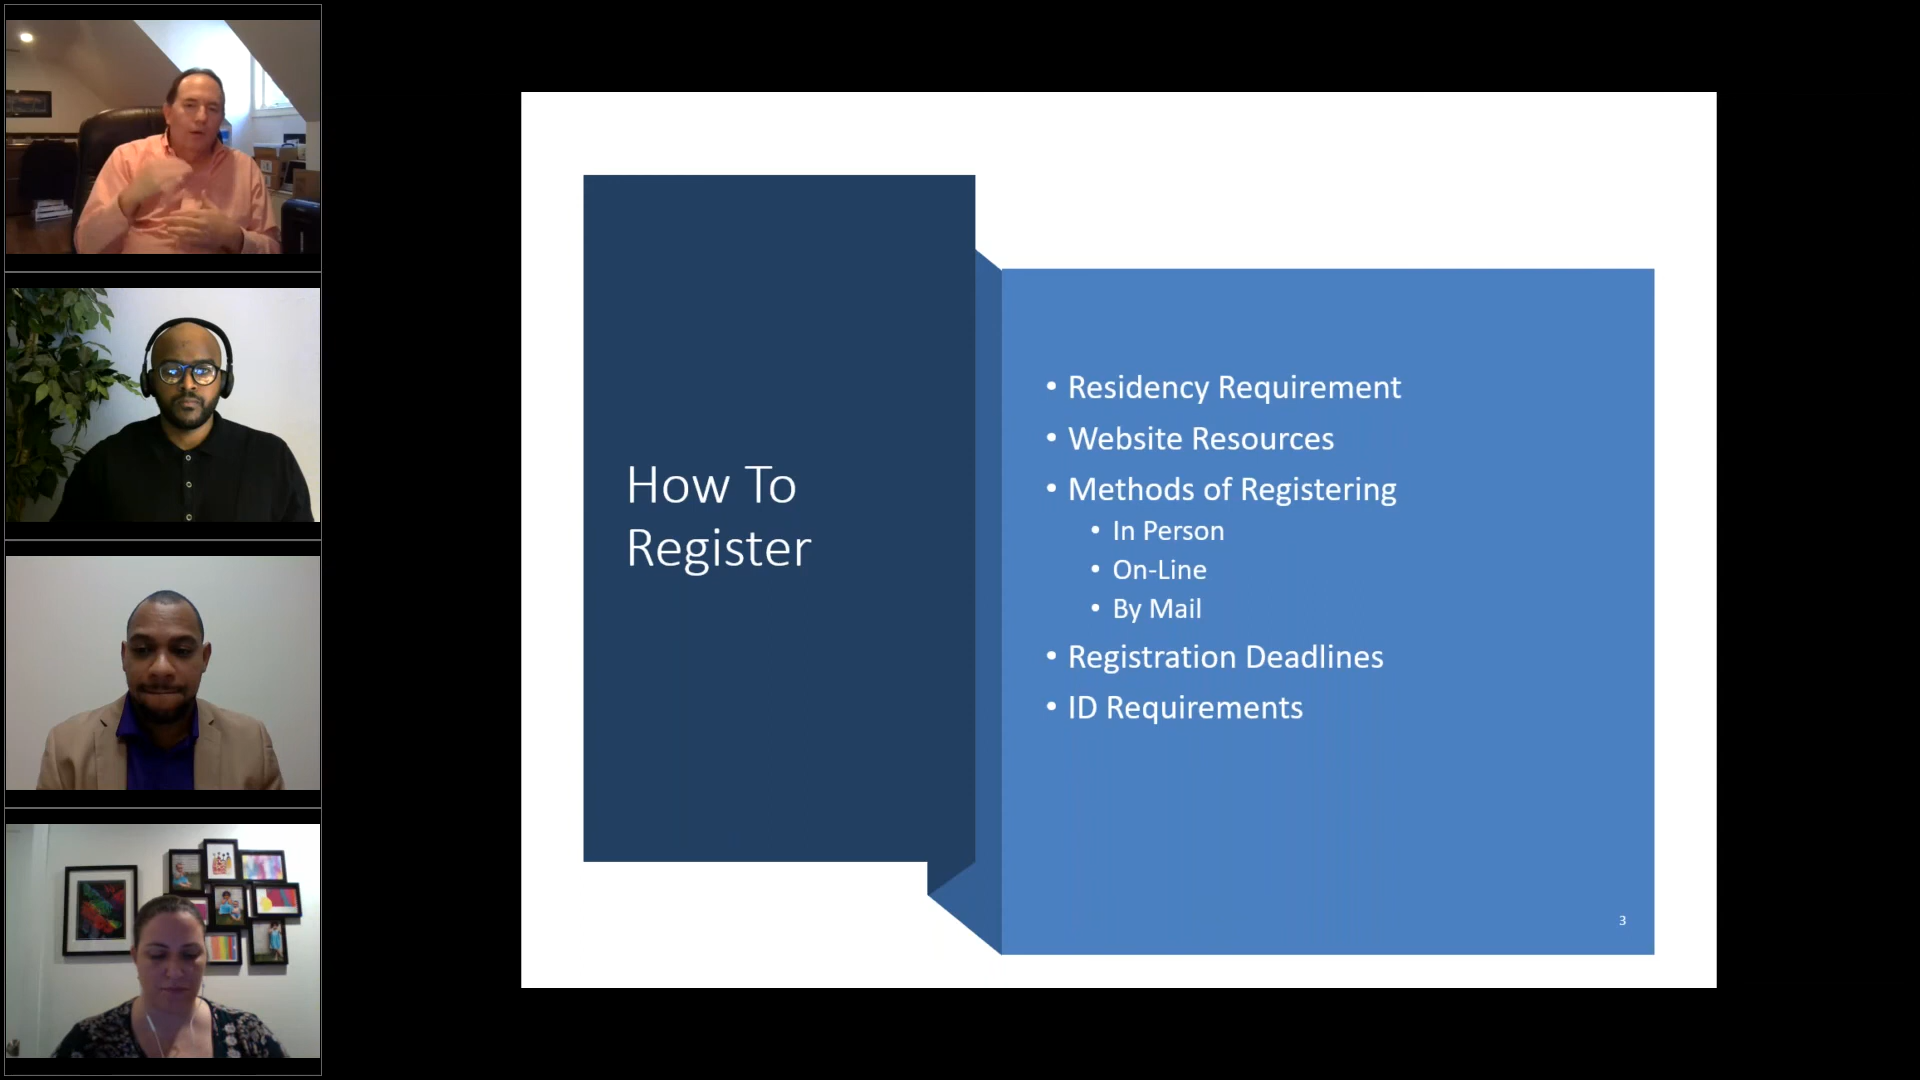 How To
Register
• Residency Requirement
• Website Resources
• Methods of Registering
• In Person
• On-Line
• By Mail
• Registration Deadlines
• ID Requirements
3